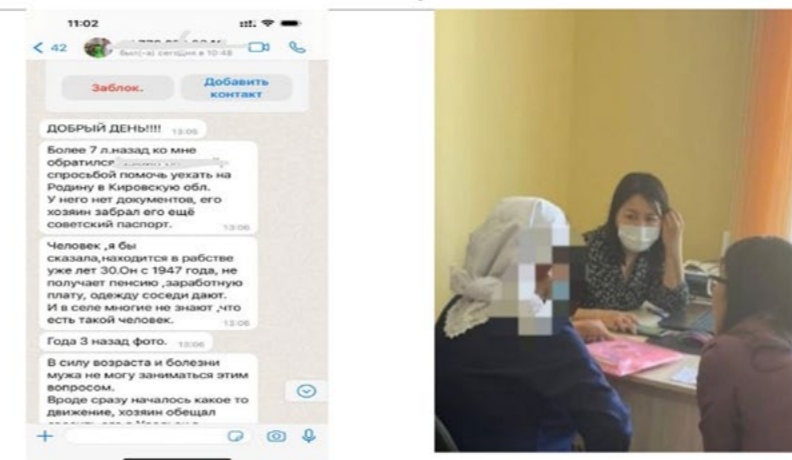 11:02
42
был(-а) сегодня в 10:48
Заблок.
Добавить
контакт
ДОБРЫЙ ДЕНЬ!!!! 13:06
Более 7 л.назад ко мне
обратился
спросьбой помочь уехать на
Родину в Кировскую обл.
У него нет документов, его
хозяин забрал его ещё
советский паспорт. 13:06
Человек ,я бы
сказала,находится в рабстве
уже лет 30.Он с 1947 года, не
получает пенсию ,заработную
плату, одежду соседи дают.
И в селе многие не знают ,что
есть такой человек. 13:06
Года 3 назад фото. 13:06
В силу возраста и болезни
мужа не могу заниматься этим
вопросом.
Вроде сразу началось какое то
движение, хозяин обещал